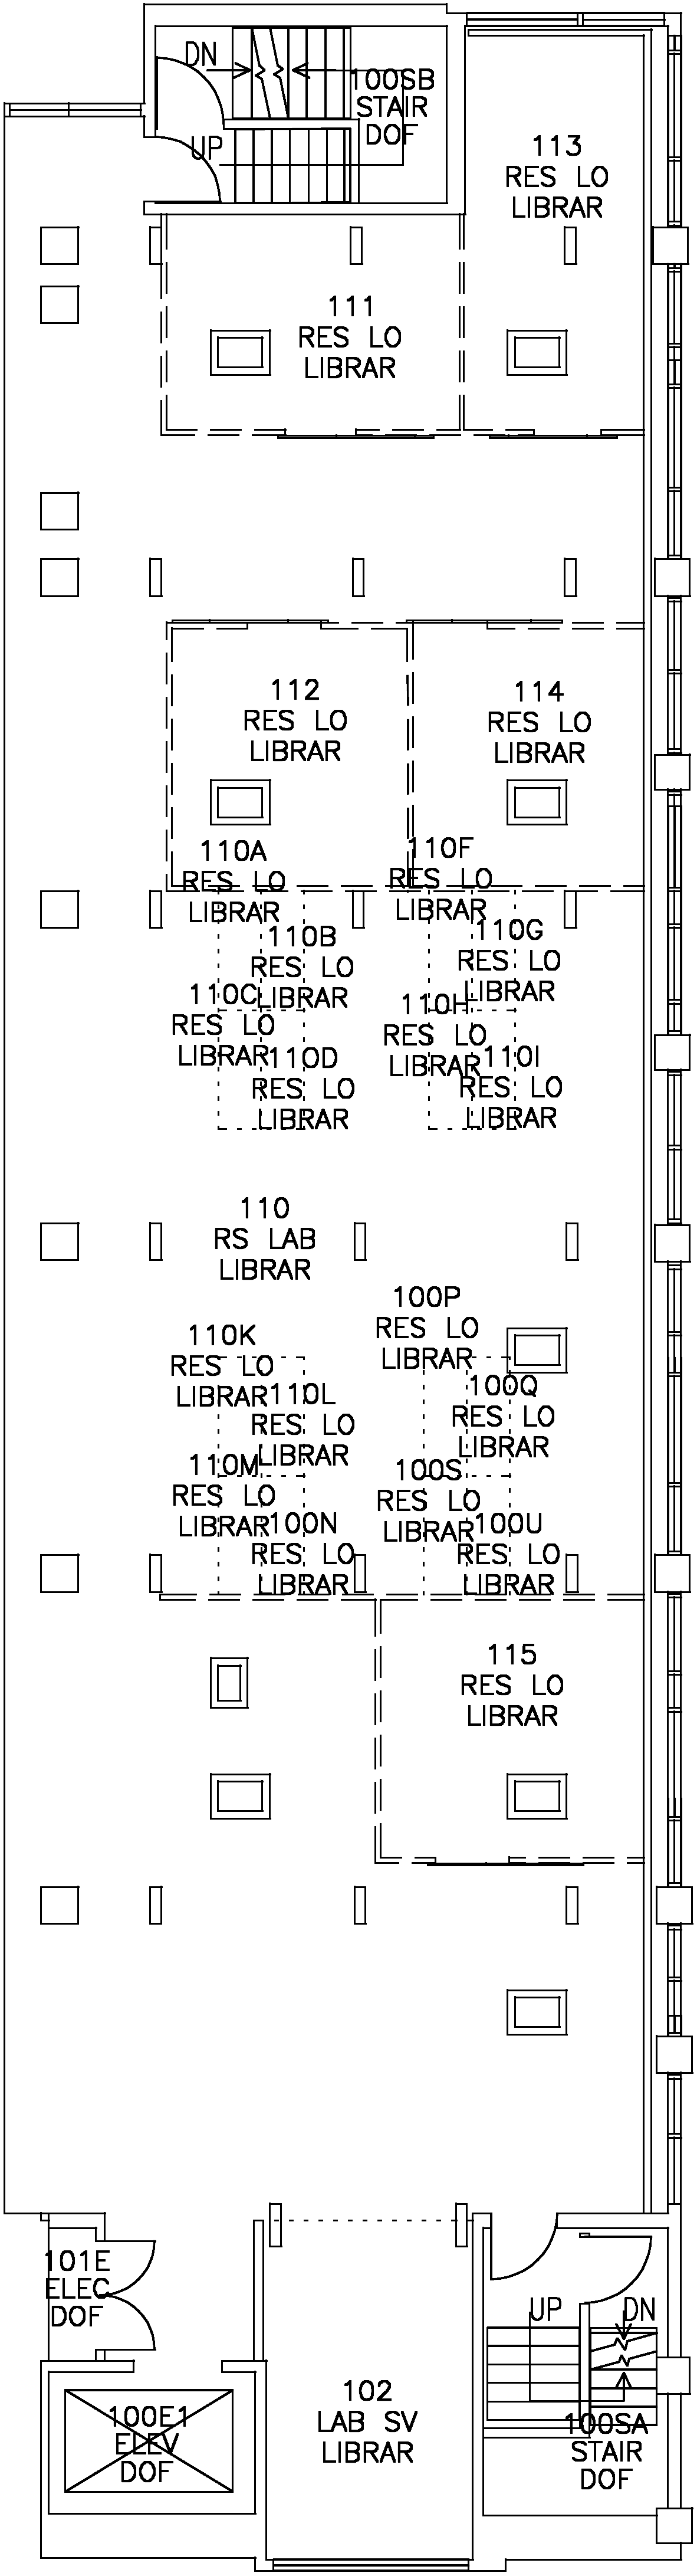 DN
100SB
STAIR
DOF
UP
113
RES LO
LIBRAR
111
RES LO
LIBRAR
112
RES LO
LIBRAR
114
RES LO
LIBRAR
110A
RES LO
LIBRAR
110F
RES LO
LIBRAR
110B
RES LO
LIBRAR
110G
RES LO
LIBRAR
110C
RES LO
LIBRAR
110H
RES LO
LIBRAR
110D
RES LO
LIBRAR
110I
RES LO
LIBRAR
110
RS LAB
LIBRAR
100P
RES LO
LIBRAR
110K
RES LO
LIBRAR
100Q
RES LO
LIBRAR
110L
RES LO
LIBRAR
110M
RES LO
LIBRAR
100S
RES LO
LIBRAR
100N
RES LO
LIBRAR
100U
RES LO
LIBRAR
115
RES LO
LIBRAR
101E
ELEC
DOF
UP
DN
100E1
ELEV
DOF
102
LAB SV
LIBRAR
100SA
STAIR
DOF